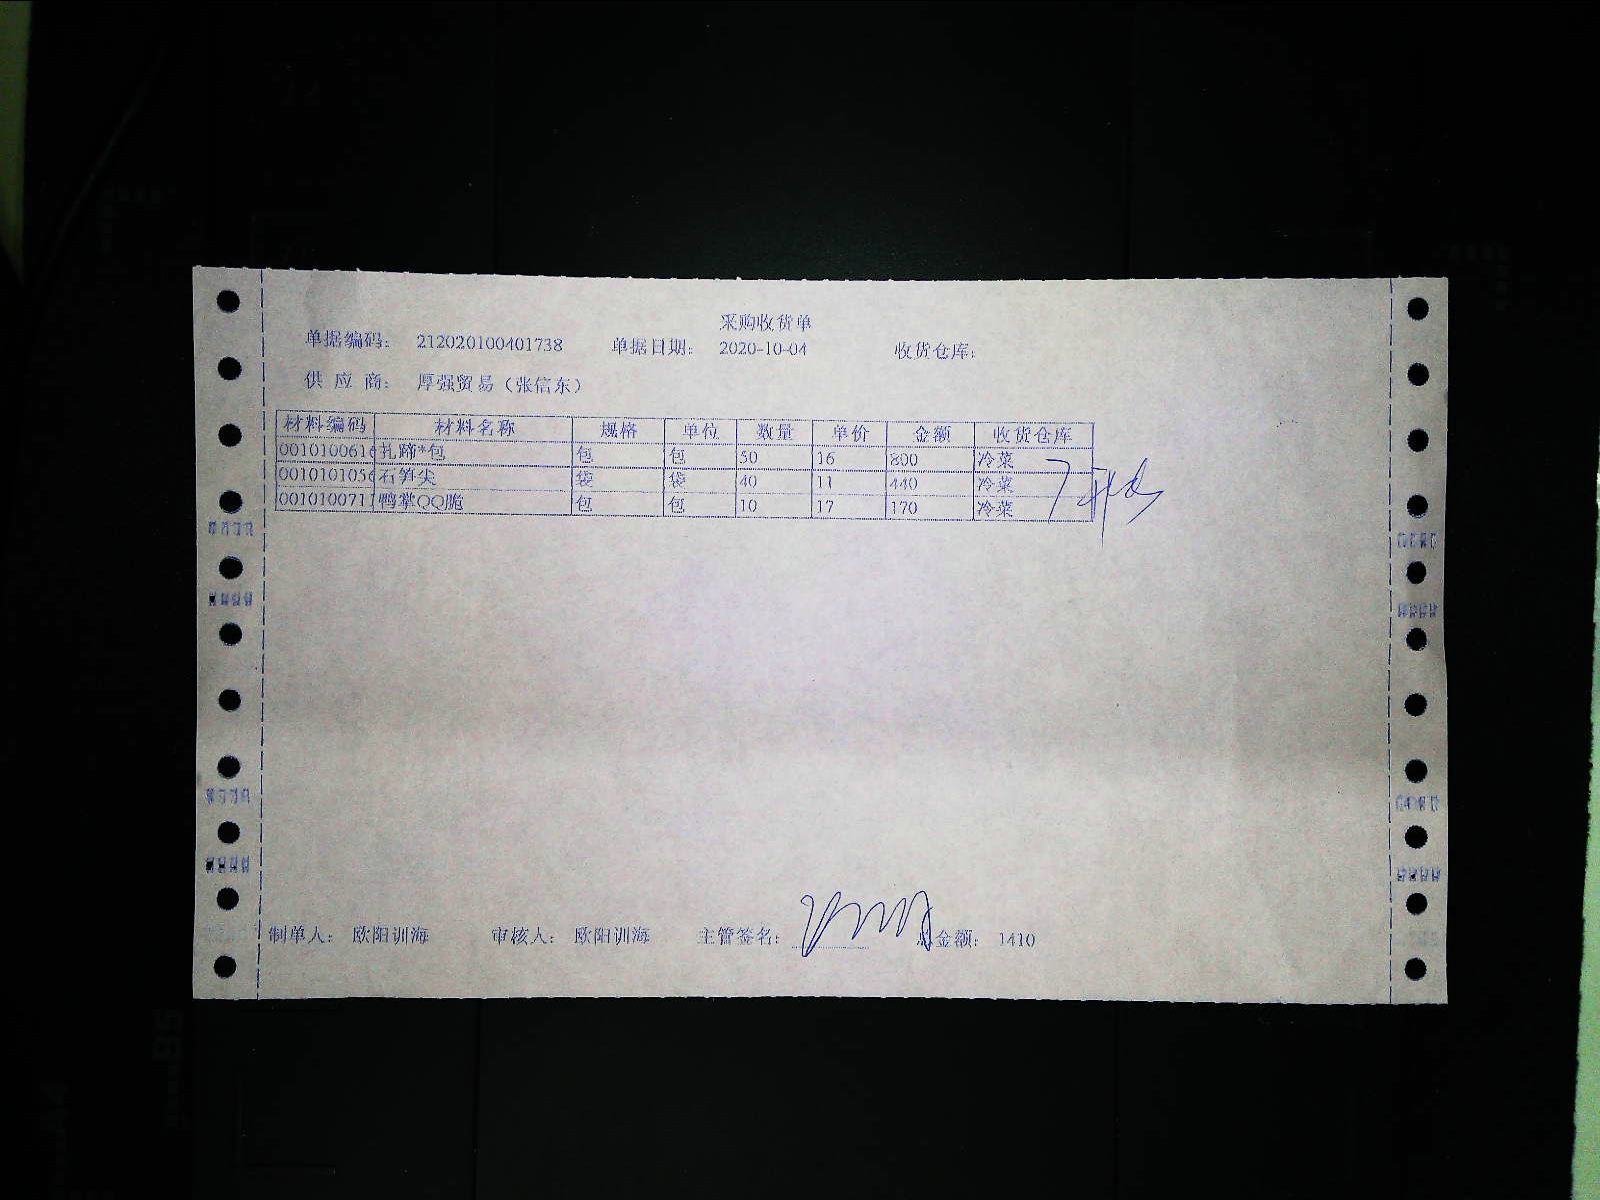 采购收货单
单据编码： 212020100401738 单据日期： 2020-10-04 收货仓库：
供 应 商： 厚强贸易（张信东）
材料编码 材料名称 规格 单位 数量 单价 金额 收货仓库
0010100616 扎蹄*包 包 包 50 16 800 冷菜
0010101056 石笋尖 袋 袋 40 11 440 冷菜
0010100711 鸭掌QQ脆 包 包 10 17 170 冷菜
制单人： 欧阳训海 审核人： 欧阳训海 主管签名： 金额： 1410